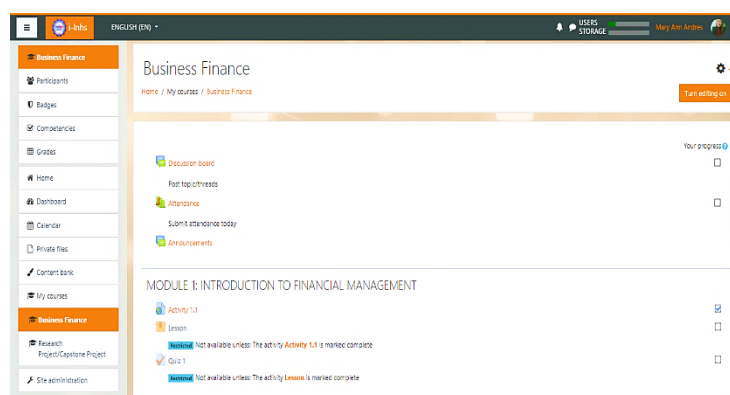 i-lnhs
ENGLISH (EN)
USERS
STORAGE
Mary Ann Andres
Business Finance
Participants
Badges
Competencies
Grades
Home
Dashboard
Calendar
Private files
Content bank
My courses
Business Finance
Research
Project/Capstone Project
Site administration
Business Finance
Home / My courses / Business Finance
Turn editing on
Your progress
Discussion board
Post topic/threads
Attendance
Submit attendance today
Announcements
MODULE 1: INTRODUCTION TO FINANCIAL MANAGEMENT
Activity 1.1
Lesson
Restricted Not available unless: The activity Activity 1.1 is marked complete
Quiz 1
Restricted Not available unless: The activity Lesson is marked complete